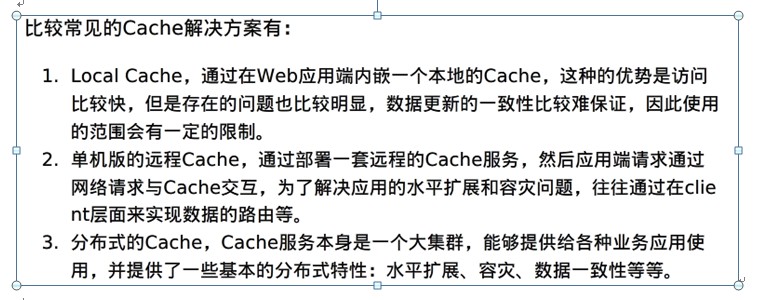 比较常见的Cache解决方案有：
1. Local Cache，通过在Web应用端内嵌一个本地的Cache，这种的优势是访问
比较快，但是存在的问题也比较明显，数据更新的一致性比较难保证，因此使用
的范围会有一定的限制。
2. 单机版的远程Cache，通过部署一套远程的Cache服务，然后应用端请求通过
网络请求与Cache交互，为了解决应用的水平扩展和容灾问题，往往通过在clie
nt层面来实现数据的路由等。
3. 分布式的Cache，Cache服务本身是一个大集群，能够提供给各种业务应用使
用，并提供了一些基本的分布式特性：水平扩展、容灾、数据一致性等等。